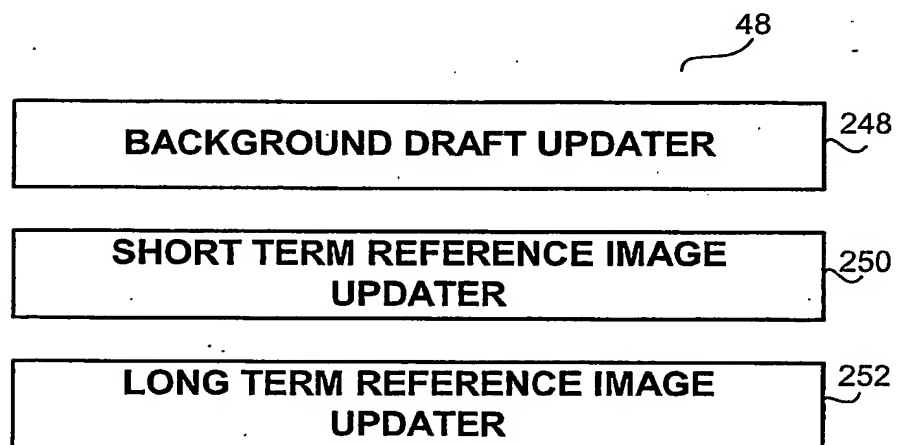 48
BACKGROUND DRAFT UPDATER
248
SHORT TERM REFERENCE IMAGE
UPDATER
250
LONG TERM REFERENCE IMAGE
UPDATER
252